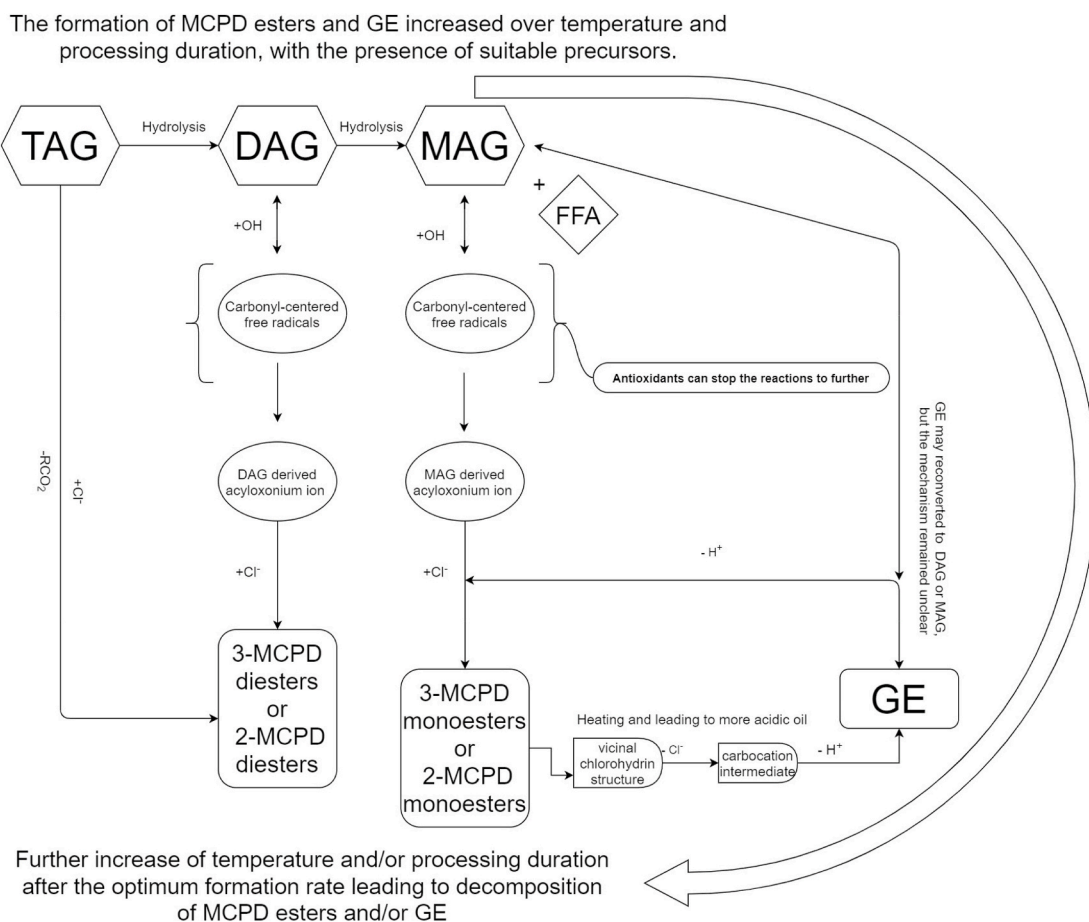 The formation of MCPD esters and GE increased over temperature and
processing duration, with the presence of suitable precursors.
TAG
Hydrolysis
DAG
Hydrolysis
MAG
+
FFA
+OH
+OH
Carbonyl-centered
free radicals
Carbonyl-centered
free radicals
Antioxidants can stop the reactions to further
GE may reconverted to DAG or MAG,
but the mechanism remained unclear
-RCO₂
+Cl⁻
DAG derived
acyloxonium ion
MAG derived
acyloxonium ion
+Cl⁻
+Cl⁻
- H⁺
3-MCPD
diesters
or
2-MCPD
diesters
3-MCPD
monoesters
or
2-MCPD
monoesters
Heating and leading to more acidic oil
vicinal
chlorohydrin
structure
- Cl⁻
carbocation
intermediate
- H⁺
GE
Further increase of temperature and/or processing duration
after the optimum formation rate leading to decomposition
of MCPD esters and/or GE